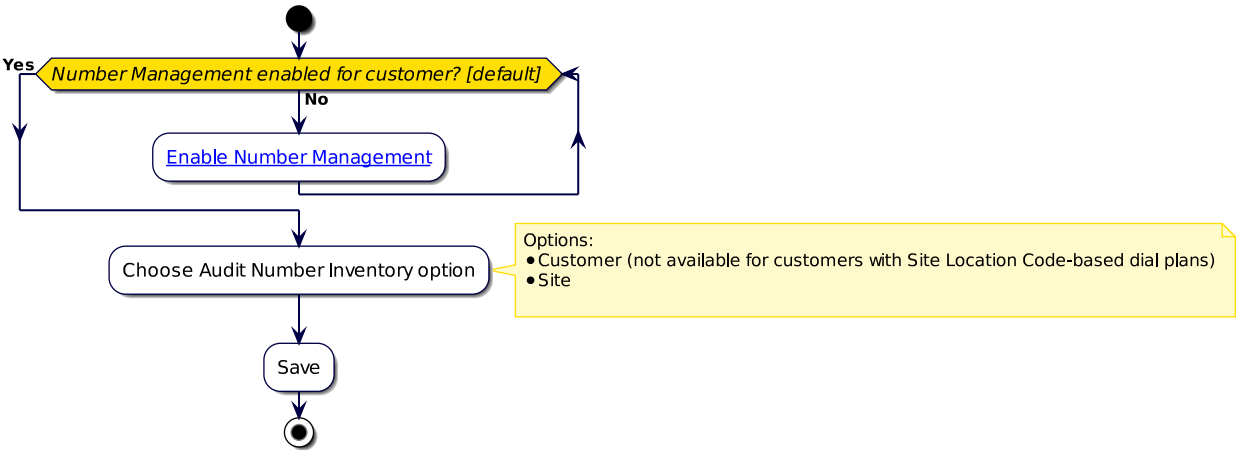 Yes
Number Management enabled for customer? [default]
No
Enable Number Management
Options:
•Customer (not available for customers with Site Location Code-based dial plans)
•Site
Choose Audit Number Inventory option
Save